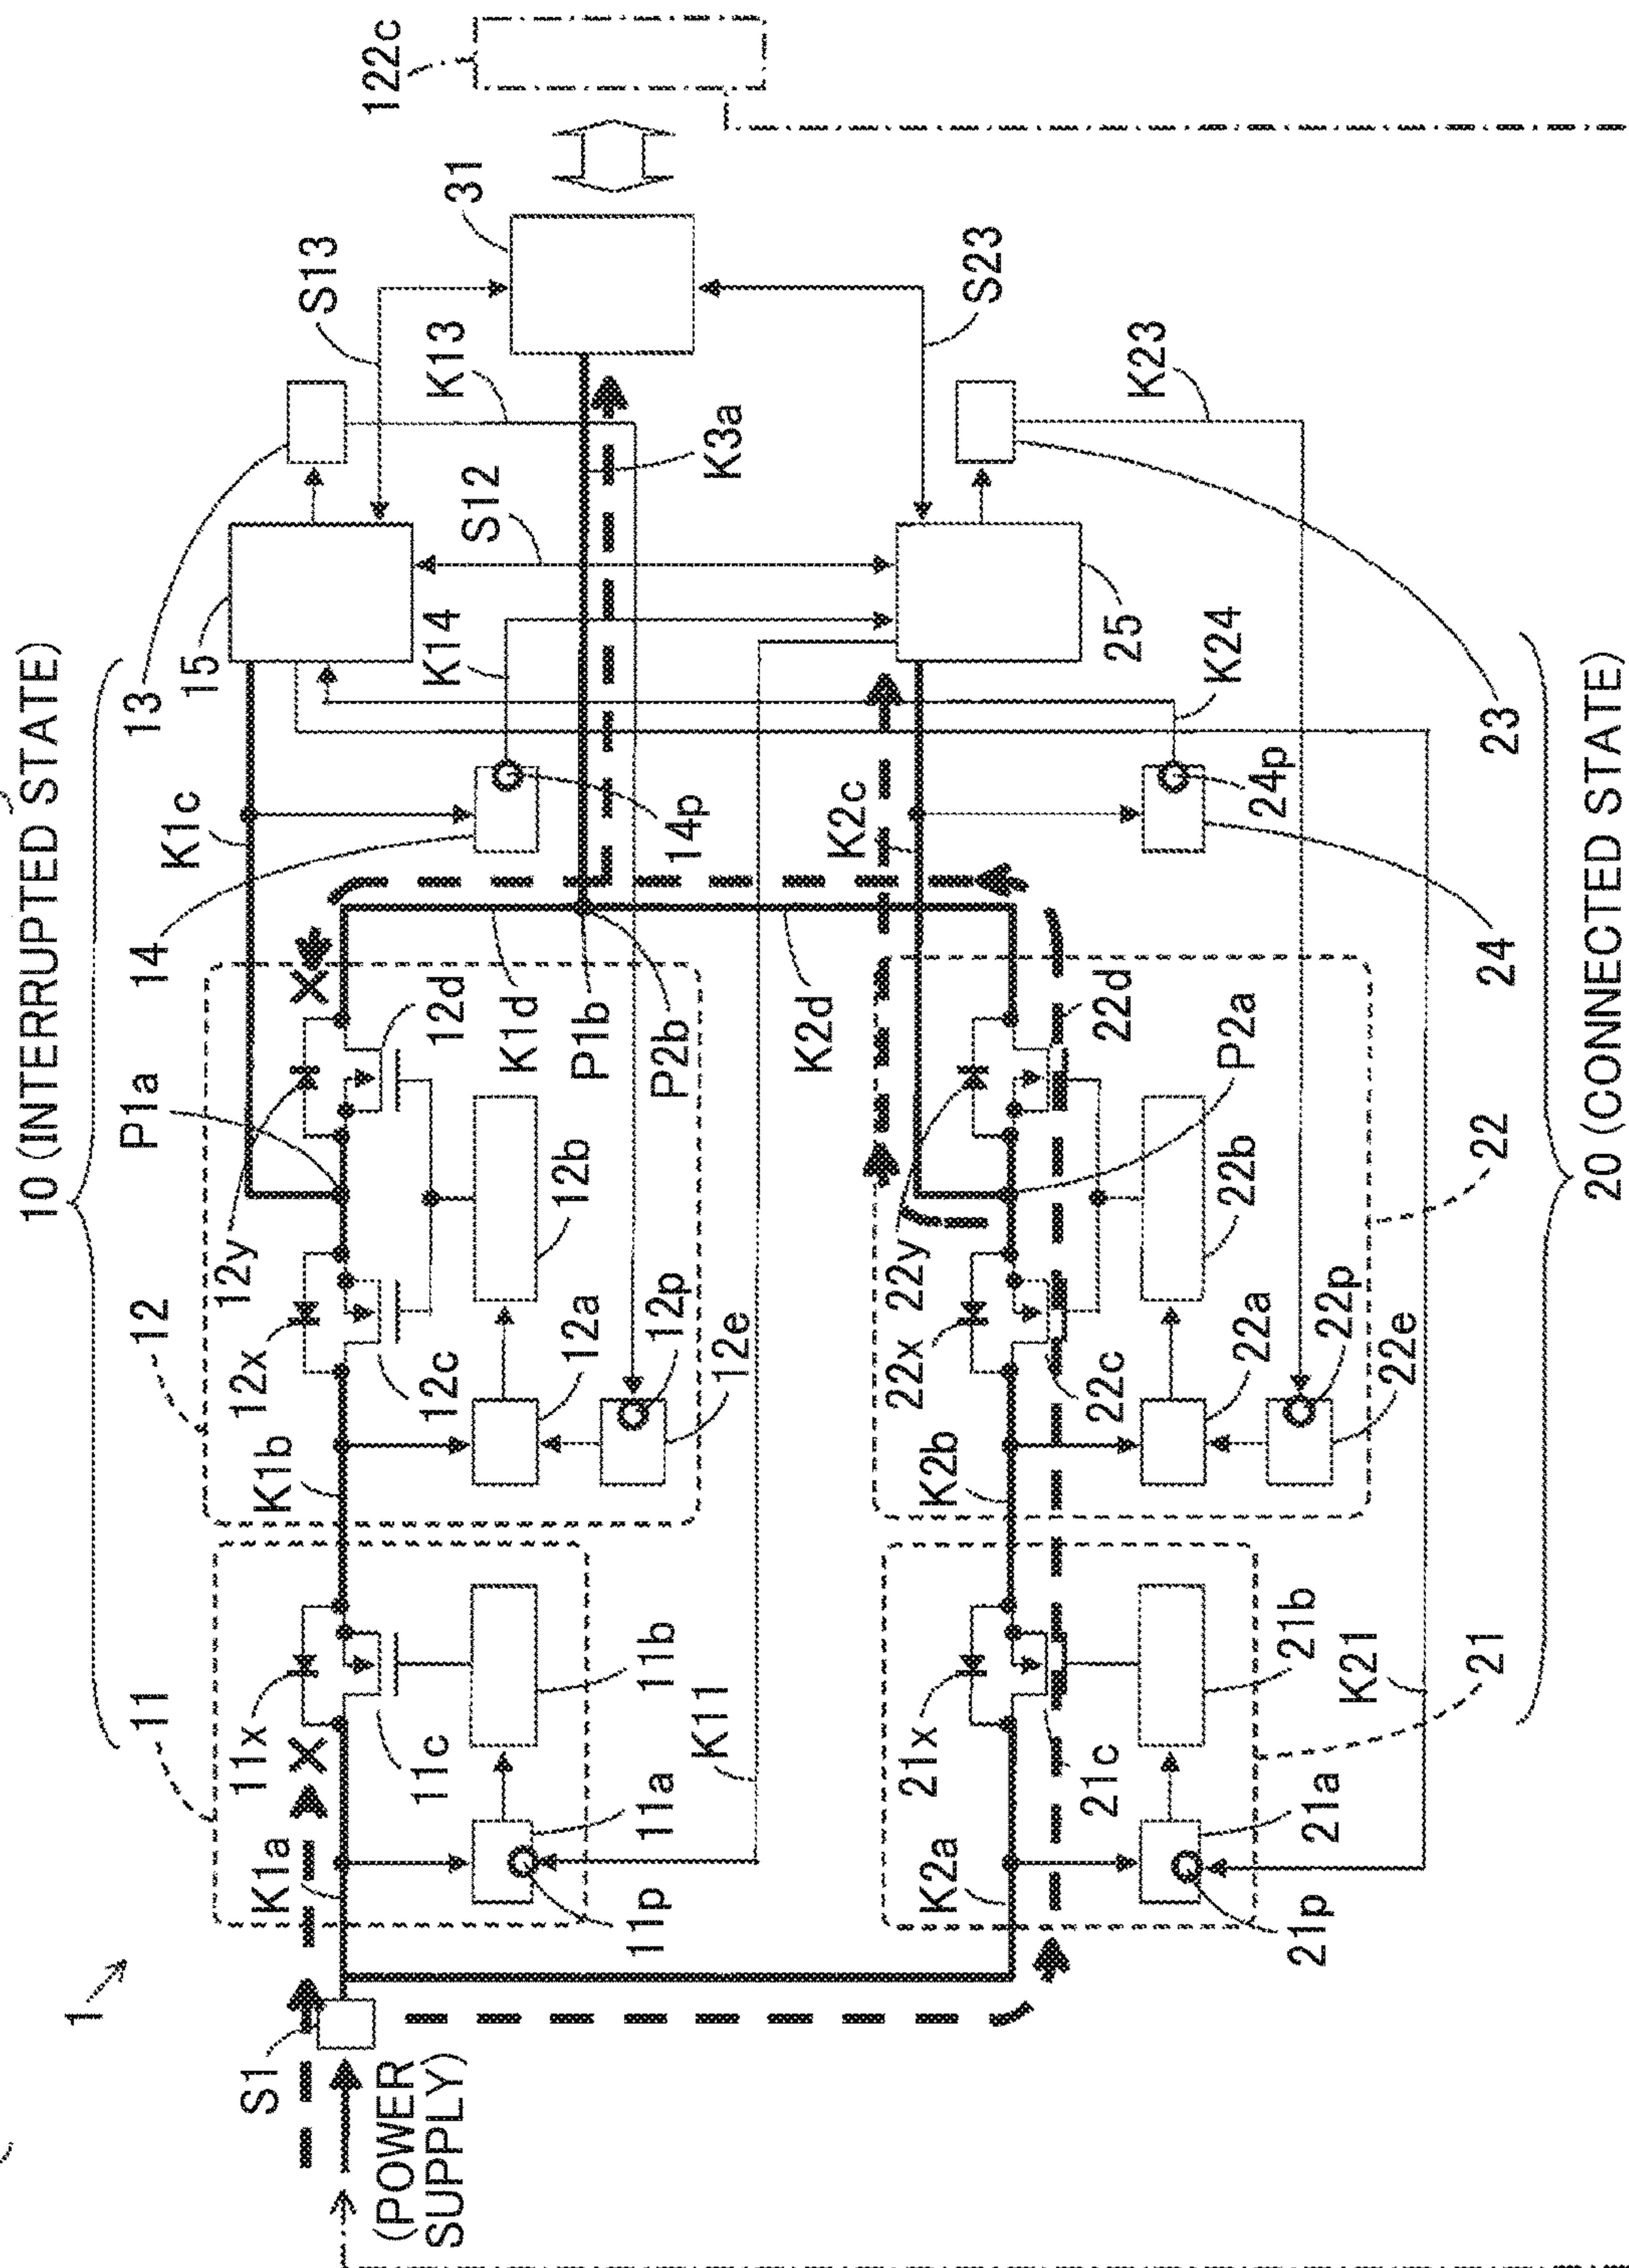 10 (INTERRUPTED STATE)
1
S1
(POWER
SUPPLY)
11
K1a
11x
11c
11a
11b
11p
K11
12
K1b
12x
12y
12c
12d
12a
12b
12p
12e
P1a
14
K1d
P1b
P2b
K1c
14p
K14
13
15
S12
S13
K13
K3a
31
122c
K2a
21x
21c
21a
21b
21p
K21
21
K2b
22x
22y
22c
22d
22a
22b
22p
22e
P2a
22
K2d
K2c
24p
24
K24
25
23
S23
K23
20 (CONNECTED STATE)